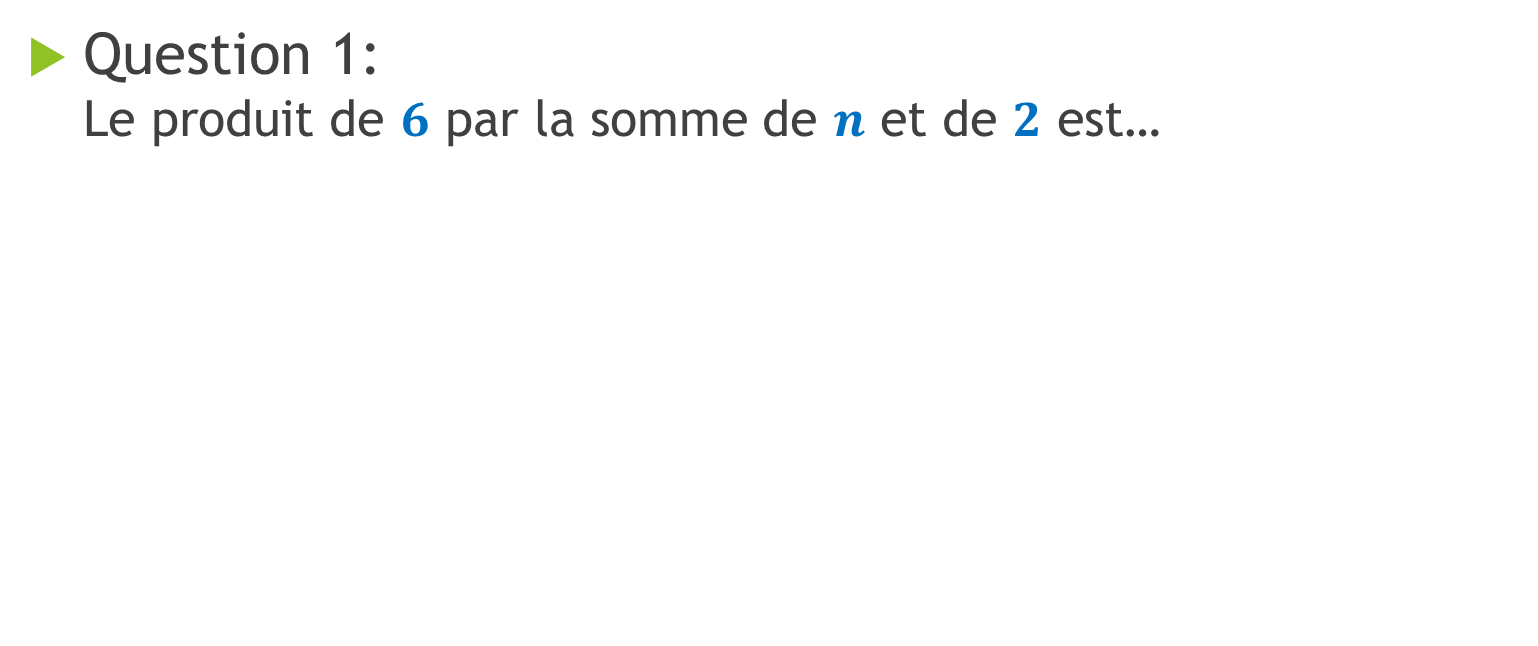 Question 1:
Le produit de 6 par la somme de n et de 2 est…